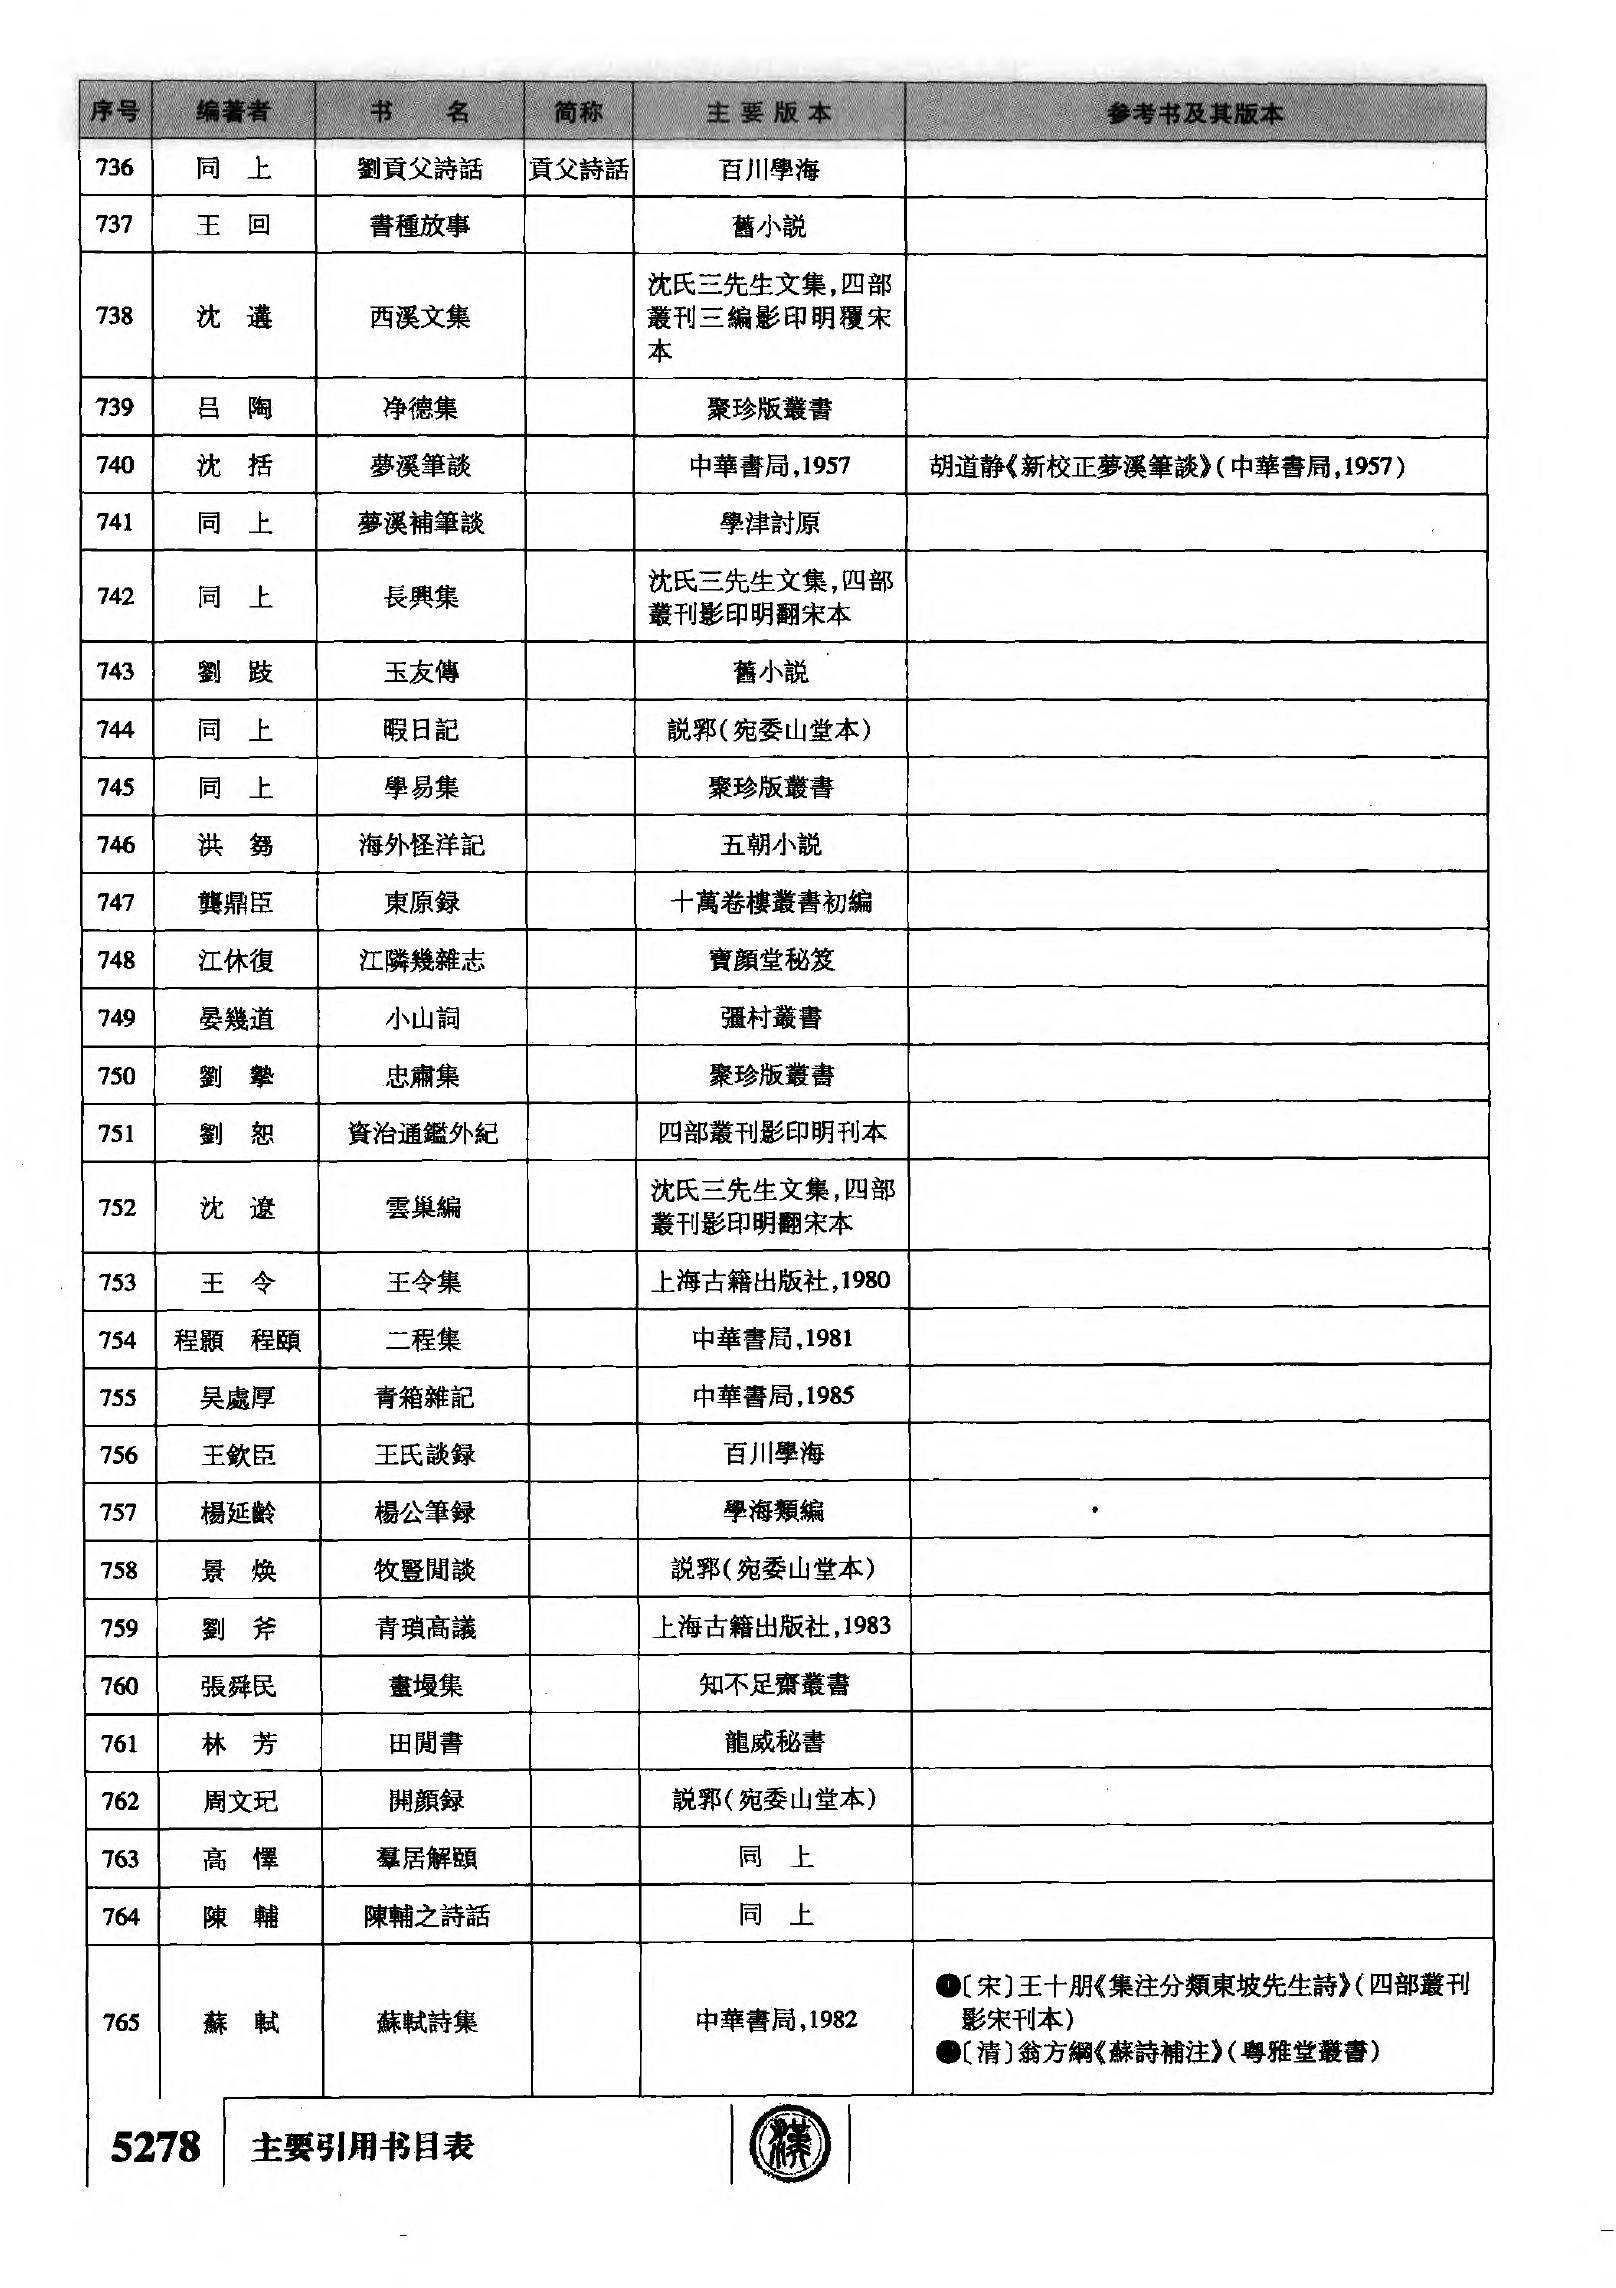 序号 编著者 书 名 简称 主要版本 参考书及其版本
736 同 上 劉貢父詩話 貢父詩話 百川學海
737 王 回 書種放事 舊小説
738 沈 遘 西溪文集 沈氏三先生文集,四部
叢刊三編影印明覆宋
本
739 吕 陶 净德集 聚珍版叢書
740 沈 括 夢溪筆談 中華書局,1957 胡道静《新校正夢溪筆談》(中華書局,1957)
741 同 上 夢溪補筆談 學津討原
742 同 上 長興集 沈氏三先生文集,四部
叢刊影印明翻宋本
743 劉 跂 玉友傳 舊小説
744 同 上 暇日記 説郛(宛委山堂本)
745 同 上 學易集 聚珍版叢書
746 洪 芻 海外怪洋記 五朝小説
747 龔鼎臣 東原録 十萬卷樓叢書初編
748 江休復 江隣幾雜志 寶顔堂秘笈
749 晏幾道 小山詞 彊村叢書
750 劉 摯 忠肅集 聚珍版叢書
751 劉 恕 資治通鑑外紀 四部叢刊影印明刊本
752 沈 遼 雲巢編 沈氏三先生文集,四部
叢刊影印明翻宋本
753 王 令 王令集 上海古籍出版社,1980
754 程顥 程頤 二程集 中華書局,1981
755 吴處厚 青箱雜記 中華書局,1985
756 王欽臣 王氏談録 百川學海
757 楊延齡 楊公筆録 學海類編
758 景 焕 牧豎閒談 説郛(宛委山堂本)
759 劉 斧 青瑣高議 上海古籍出版社,1983
760 張舜民 畫墁集 知不足齋叢書
761 林 芳 田閒書 龍威秘書
762 周文玘 開顔録 説郛(宛委山堂本)
763 高 懌 羣居解頤 同 上
764 陳 輔 陳輔之詩話 同 上
765 蘇 軾 蘇軾詩集 中華書局,1982 ❶〔宋〕王十朋《集注分類東坡先生詩》(四部叢刊
影宋刊本)
❷〔清〕翁方綱《蘇詩補注》(粤雅堂叢書)
5278 主要引用书目表 漢